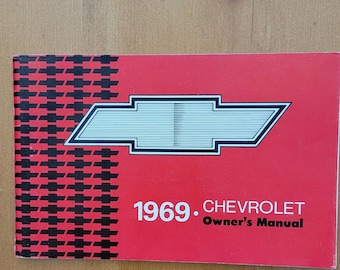 1969 • CHEVROLET
Owner's Manual